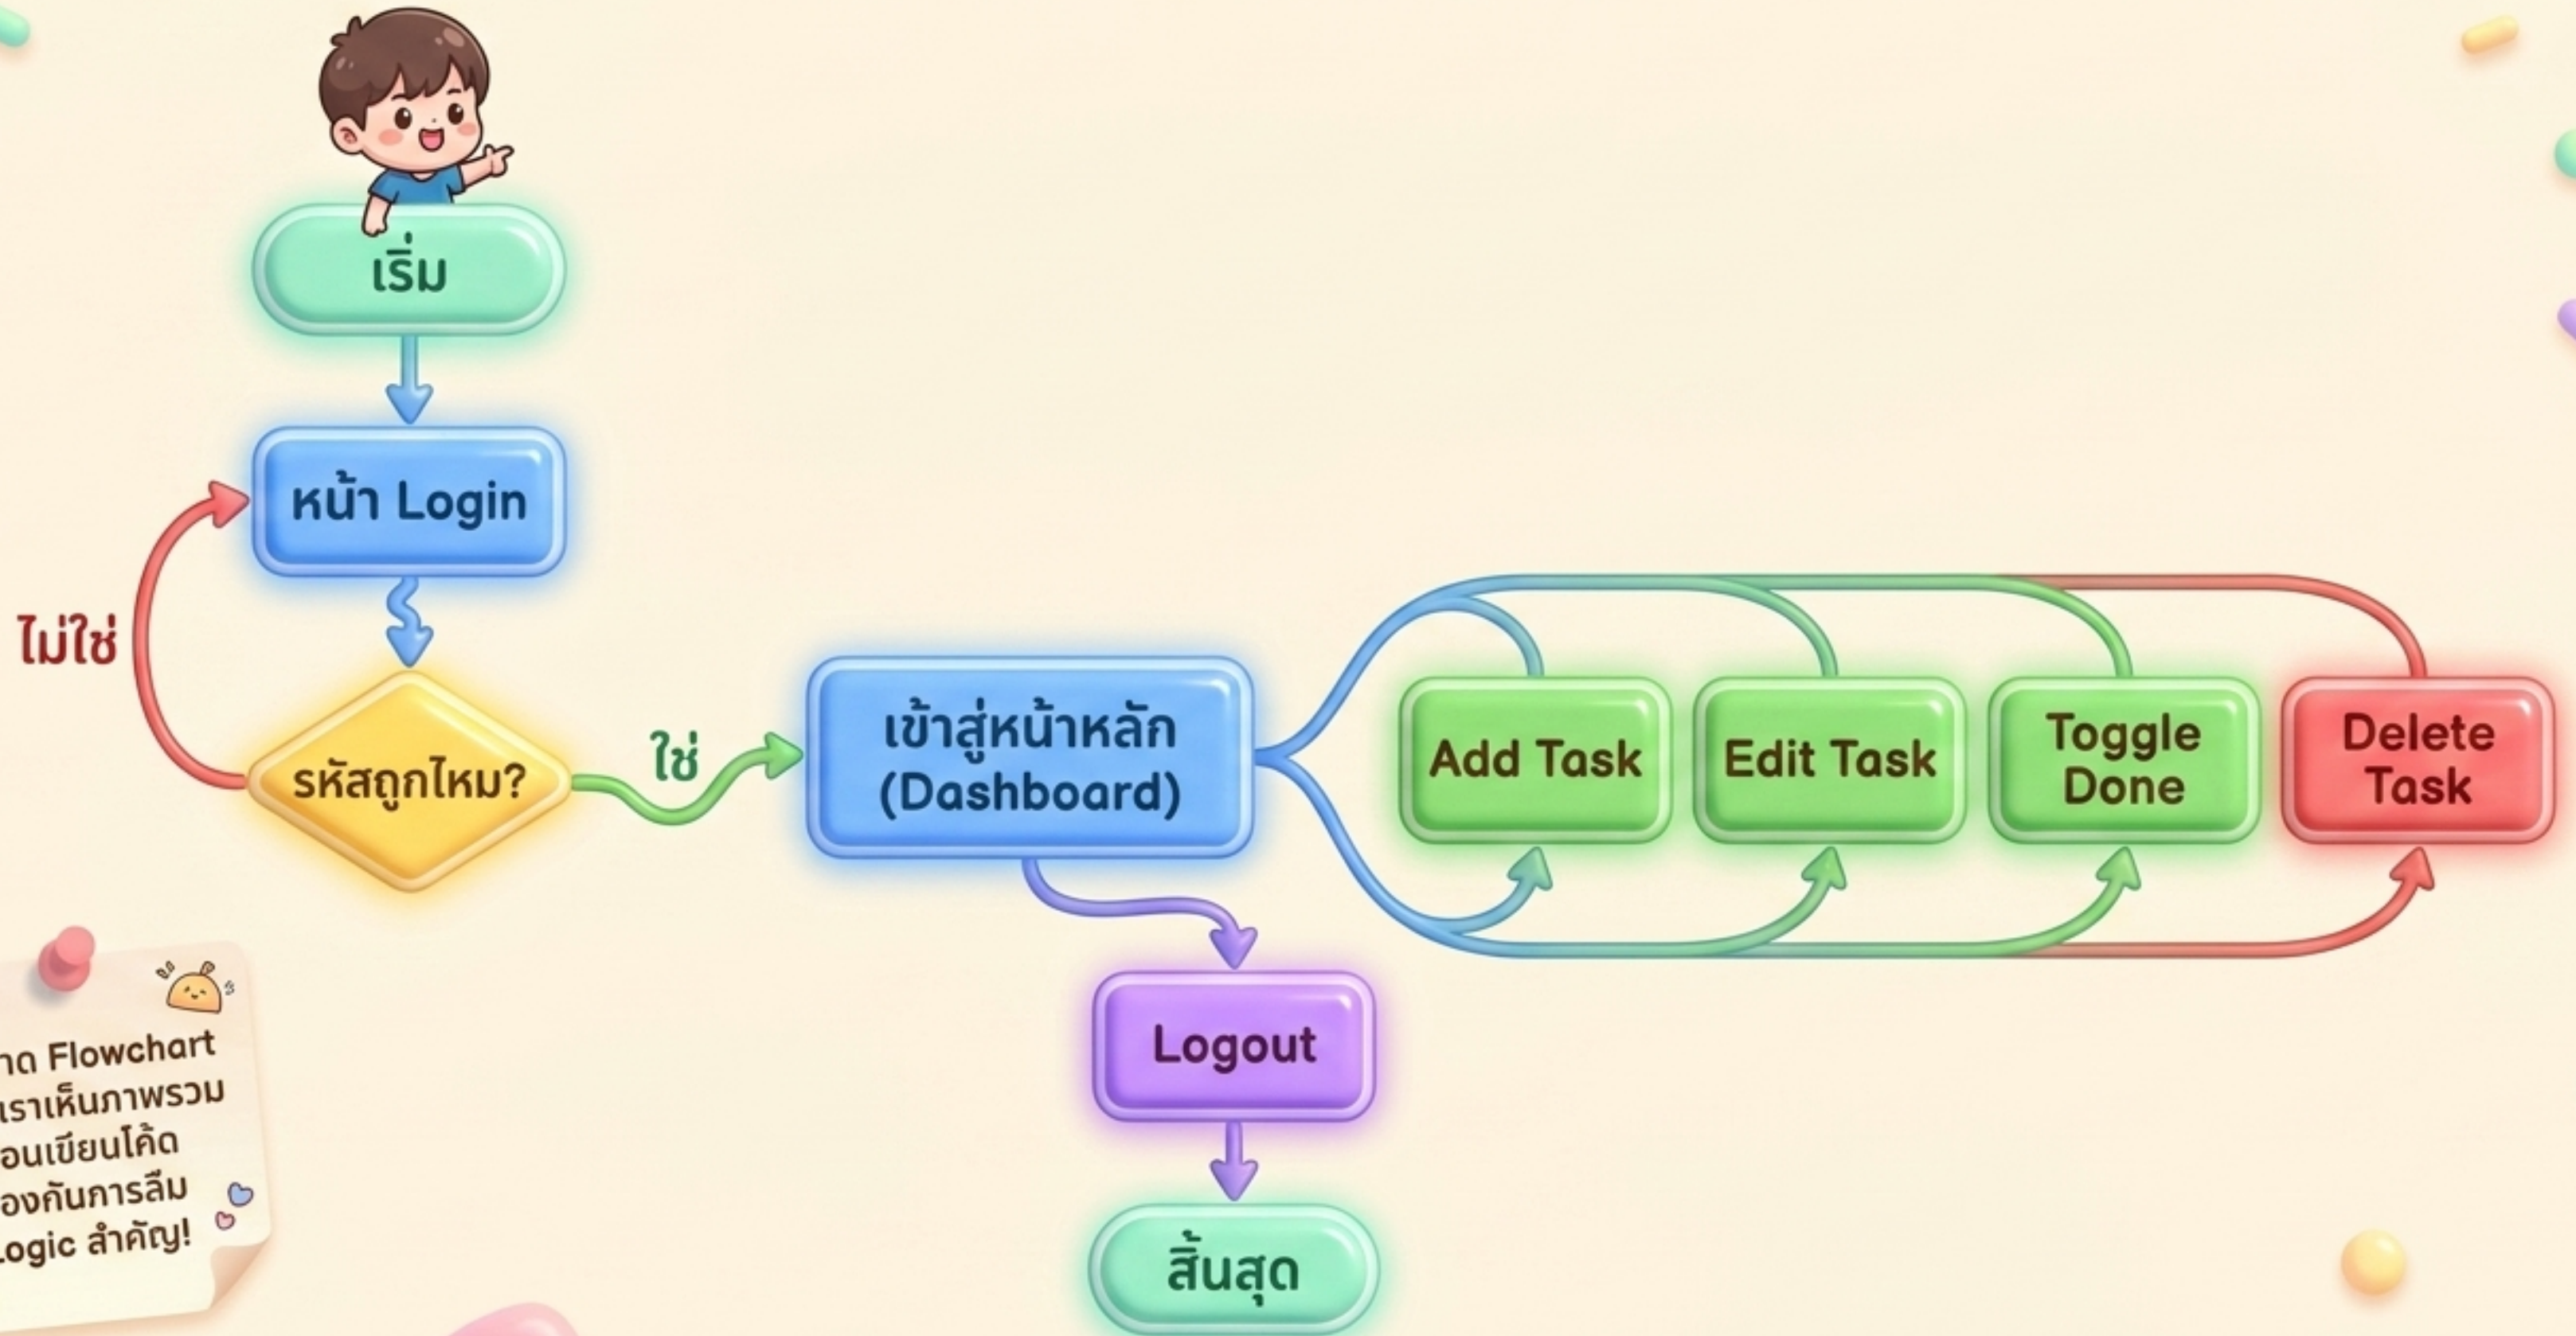 เริ่ม
หน้า Login
ไม่ใช่
รหัสถูกไหม?
ใช่
เข้าสู่หน้าหลัก
(Dashboard)
Add Task
Edit Task
Toggle
Done
Delete
Task
Logout
สิ้นสุด
Flowchart
เราเห็นภาพรวม
เขียนโค้ด
กันการลืม
Logic สำคัญ!